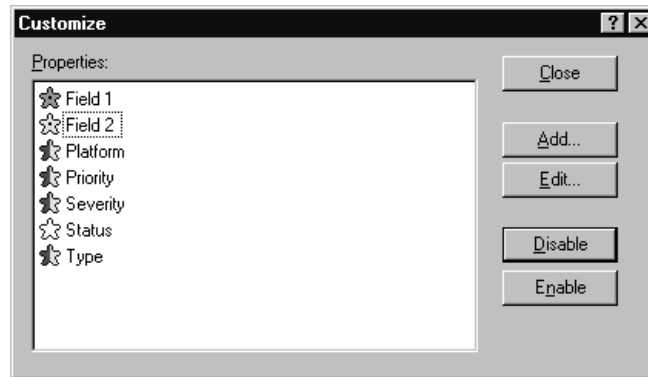 Customize
Properties:
Field 1
Field 2
Platform
Priority
Severity
Status
Type
Close
Add...
Edit...
Disable
Enable